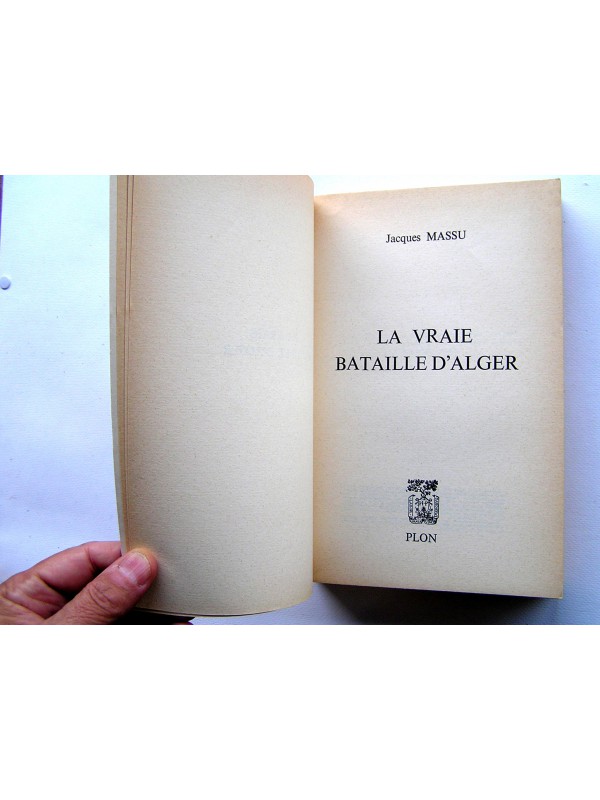 Jacques MASSU
LA VRAIE
BATAILLE D'ALGER
PLON